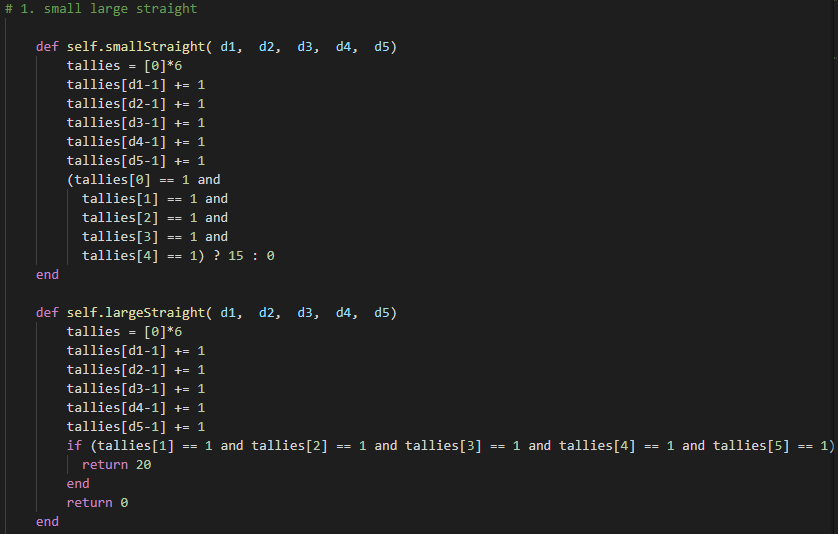 # 1. small large straight
def self.smallStraight( d1,  d2,  d3,  d4,  d5)
tallies = [0]*6
tallies[d1-1] += 1
tallies[d2-1] += 1
tallies[d3-1] += 1
tallies[d4-1] += 1
tallies[d5-1] += 1
(tallies[0] == 1 and
tallies[1] == 1 and
tallies[2] == 1 and
tallies[3] == 1 and
tallies[4] == 1) ? 15 : 0
end
def self.largeStraight( d1,  d2,  d3,  d4,  d5)
tallies = [0]*6
tallies[d1-1] += 1
tallies[d2-1] += 1
tallies[d3-1] += 1
tallies[d4-1] += 1
tallies[d5-1] += 1
if (tallies[1] == 1 and tallies[2] == 1 and tallies[3] == 1 and tallies[4] == 1 and tallies[5] == 1)
return 20
end
return 0
end